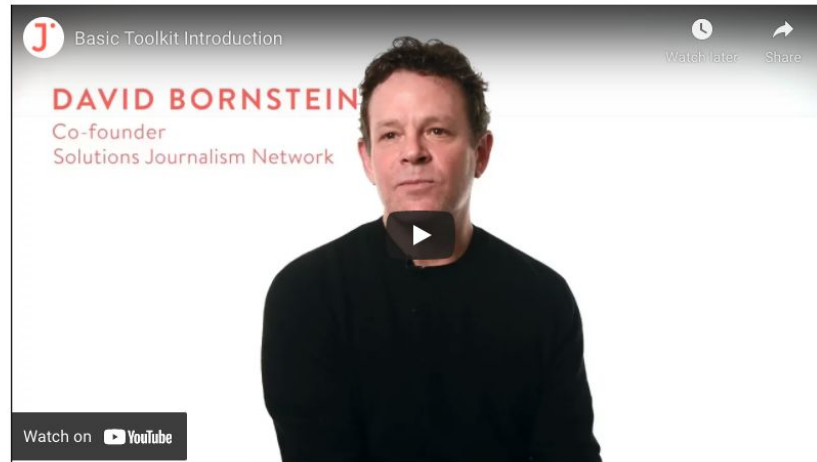 J
Basic Toolkit Introduction
Watch later
Share
DAVID BORNSTEIN
Co-founder
Solutions Journalism Network
Watch on YouTube